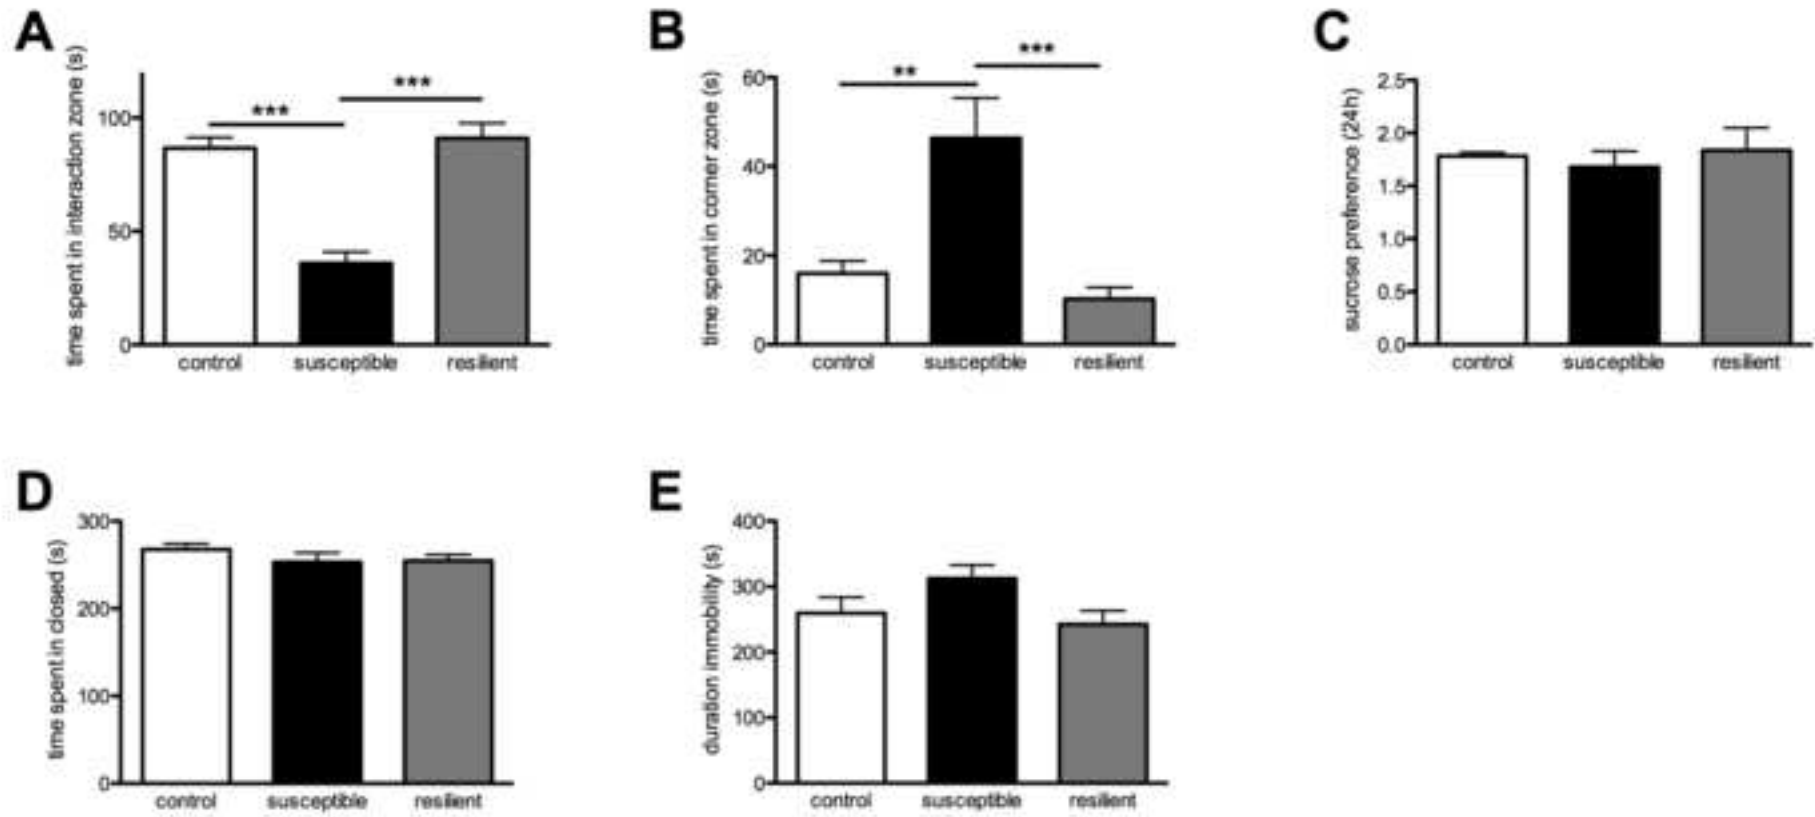 A
time spent in interaction zone (s)
100
50
0
***
***
control susceptible resilient
B
time spent in corner zone (s)
60
40
20
0
**
***
control susceptible resilient
C
sucrose preference (24h)
2.5
2.0
1.5
1.0
0.5
0.0
control susceptible resilient
D
time spent in closed (s)
300
200
100
0
control susceptible resilient
E
duration immobility (s)
400
300
200
100
0
control susceptible resilient